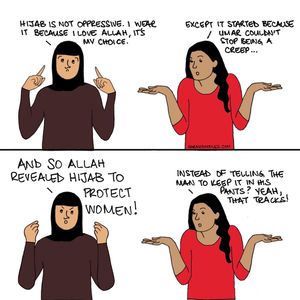 HIJAB IS NOT OPPRESSIVE. I WEAR
IT BECAUSE I LOVE ALLAH, IT'S
MY CHOICE.
EXCEPT IT STARTED BECAUSE
UMAR COULDN'T
STOP BEING A
CREEP...
AND SO ALLAH
REVEALED HIJAB TO
PROTECT
WOMEN!
INSTEAD OF TELLING THE
MAN TO KEEP IT IN HIS
PANTS? YEAH,
THAT TRACKS!